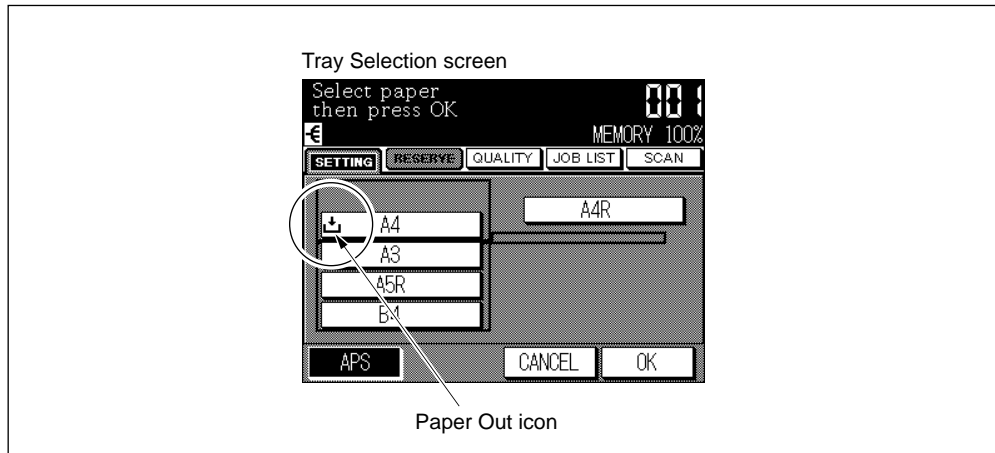 Tray Selection screen
Select paper
then press OK
001
MEMORY 100%
SETTING RESERVE QUALITY JOB LIST SCAN
A4
A4R
A3
A5R
B4
APS CANCEL OK
Paper Out icon